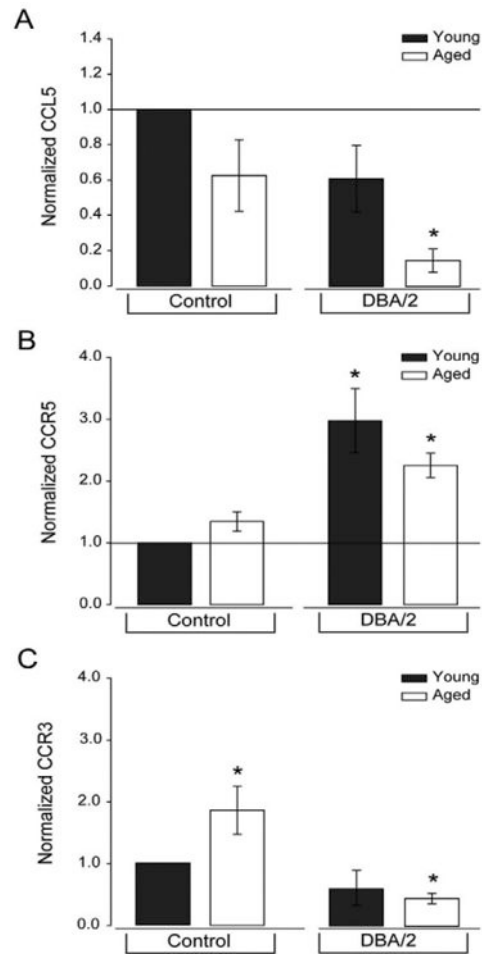 A
Young
Aged
Normalized CCL5
1.4
1.2
1.0
0.8
0.6
0.4
0.2
0.0
*
Control
DBA/2
B
Young
Aged
Normalized CCR5
4.0
3.0
2.0
1.0
0.0
*
*
Control
DBA/2
C
Young
Aged
Normalized CCR3
4.0
3.0
2.0
1.0
0.0
*
*
Control
DBA/2